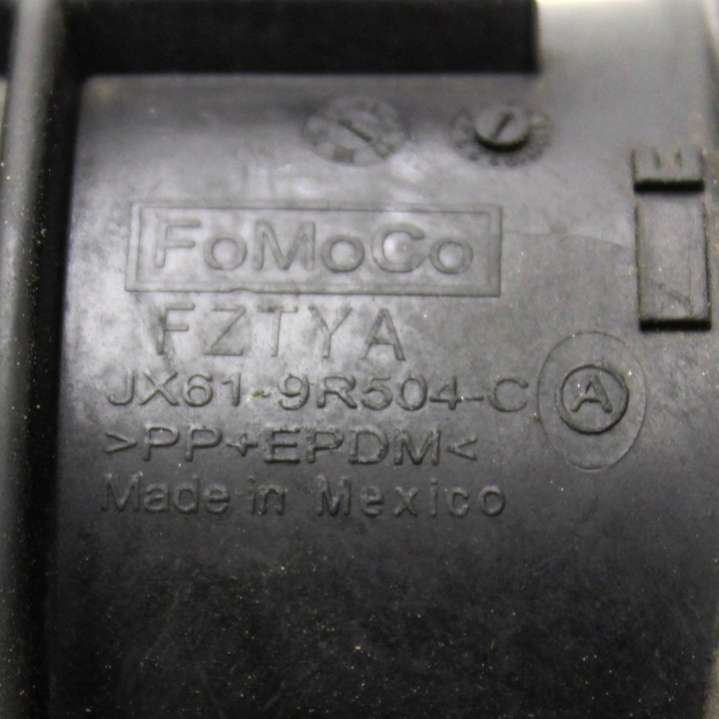 FoMoCo
FZTYA
JX61-9R504-C A
>PP+EPDM<
Made in Mexico